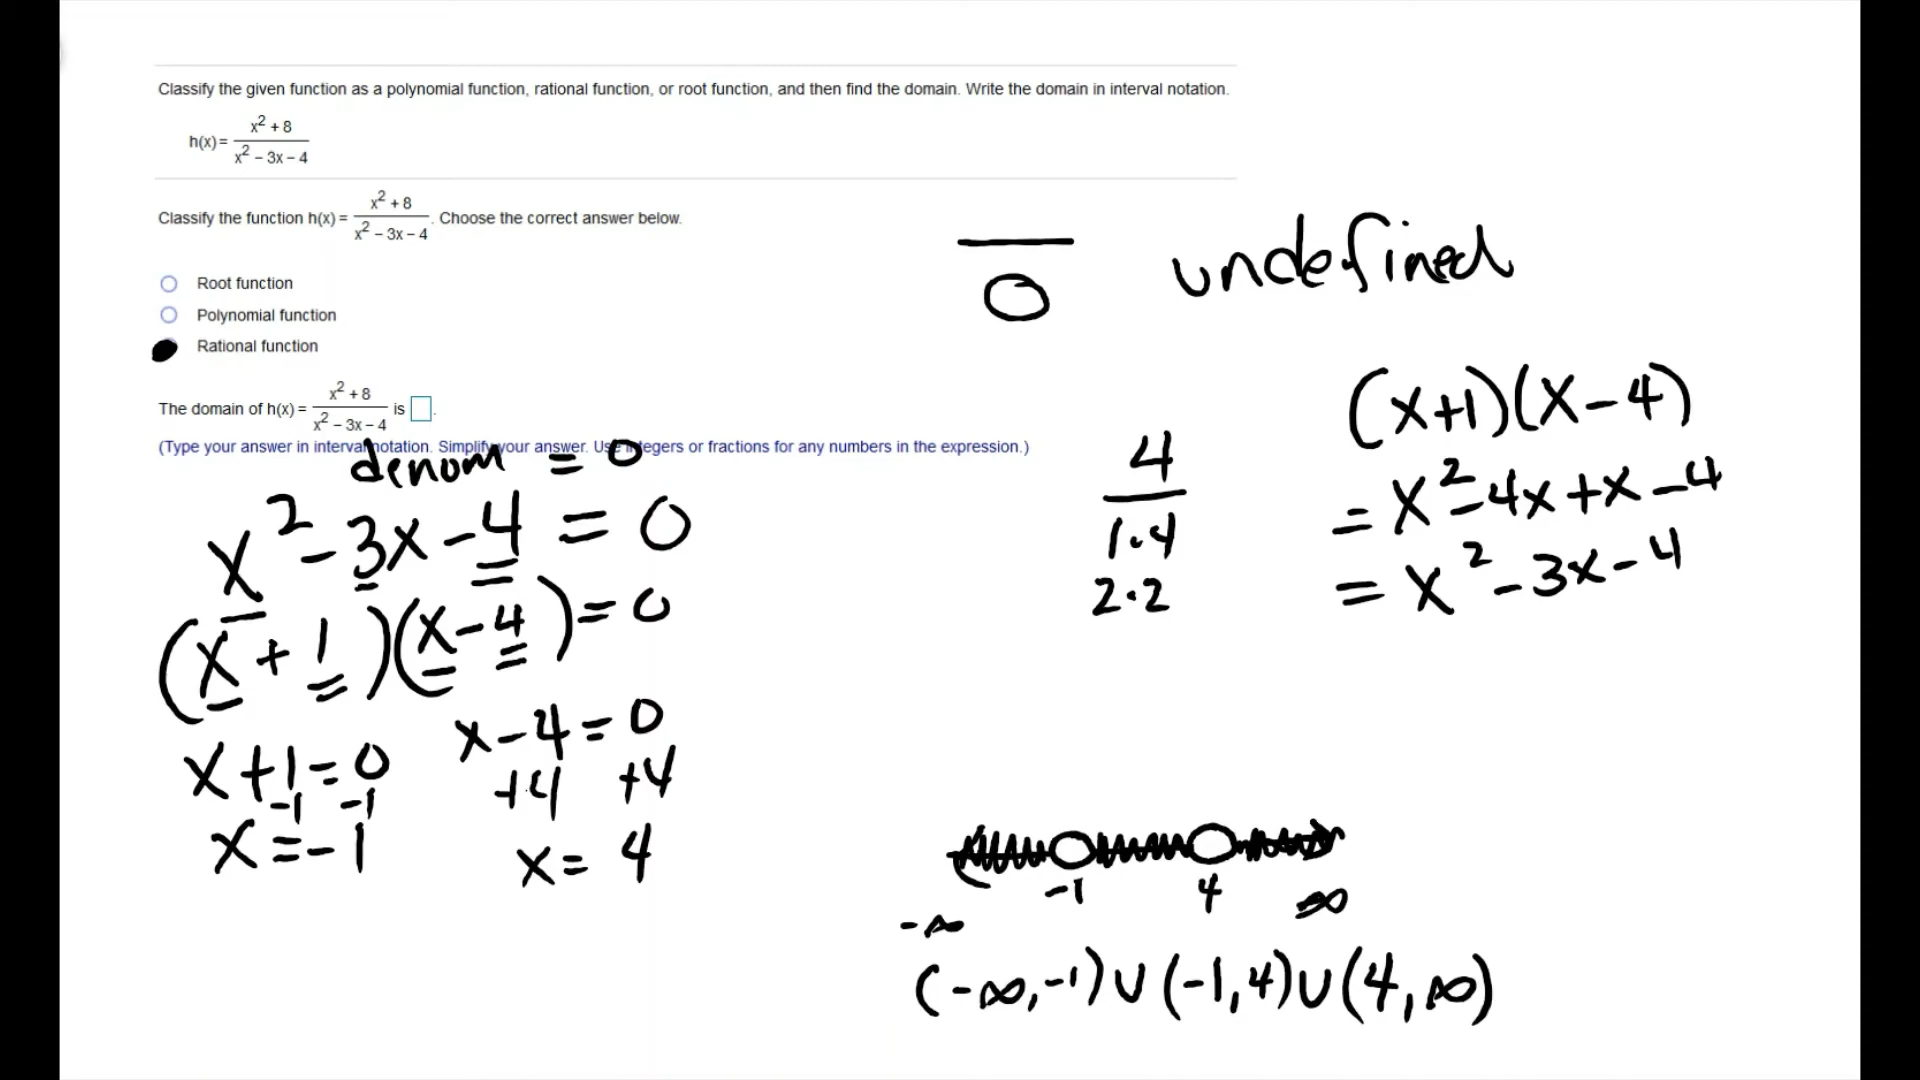 Classify the given function as a polynomial function, rational function, or root function, and then find the domain. Write the domain in interval notation.
h(x) = (x² + 8)/(x² − 3x − 4)
Classify the function h(x) = (x² + 8)/(x² − 3x − 4). Choose the correct answer below.
Root function
Polynomial function
Rational function
The domain of h(x) = (x² + 8)/(x² − 3x − 4) is .
(Type your answer in interval notation. Simplify your answer. Use integers or fractions for any numbers in the expression.)
denom = 0
x² − 3x − 4 = 0
(x + 1)(x − 4) = 0
x + 1 = 0
−1 −1
x = −1
x − 4 = 0
+4 +4
x = 4
0 undefined
4
1·4
2·2
(x+1)(x−4)
= x² − 4x + x − 4
= x² − 3x − 4
−1 4 ∞
−∞
(−∞, −1) ∪ (−1, 4) ∪ (4, ∞)